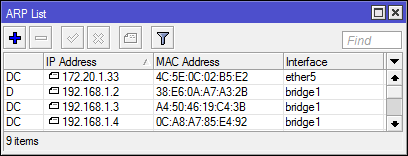 ARP List
Find
IP Address MAC Address Interface
DC 172.20.1.33 4C:5E:0C:02:B5:E2 ether5
D 192.168.1.2 38:E6:0A:A7:A3:2B bridge1
DC 192.168.1.3 A4:50:46:19:C4:3B bridge1
DC 192.168.1.4 0C:A8:A7:85:E4:92 bridge1
9 items